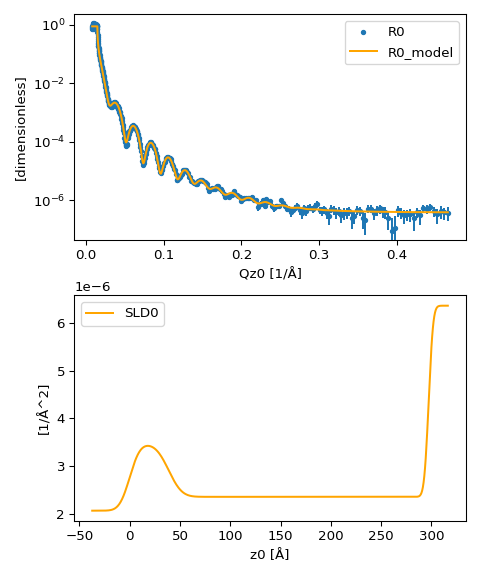 10⁰
10⁻²
10⁻⁴
10⁻⁶
[dimensionless]
R0
R0_model
0.0 0.1 0.2 0.3 0.4
Qz0 [1/Å]
1e−6
6
5
4
3
2
[1/Å^2]
SLD0
−50 0 50 100 150 200 250 300
z0 [Å]